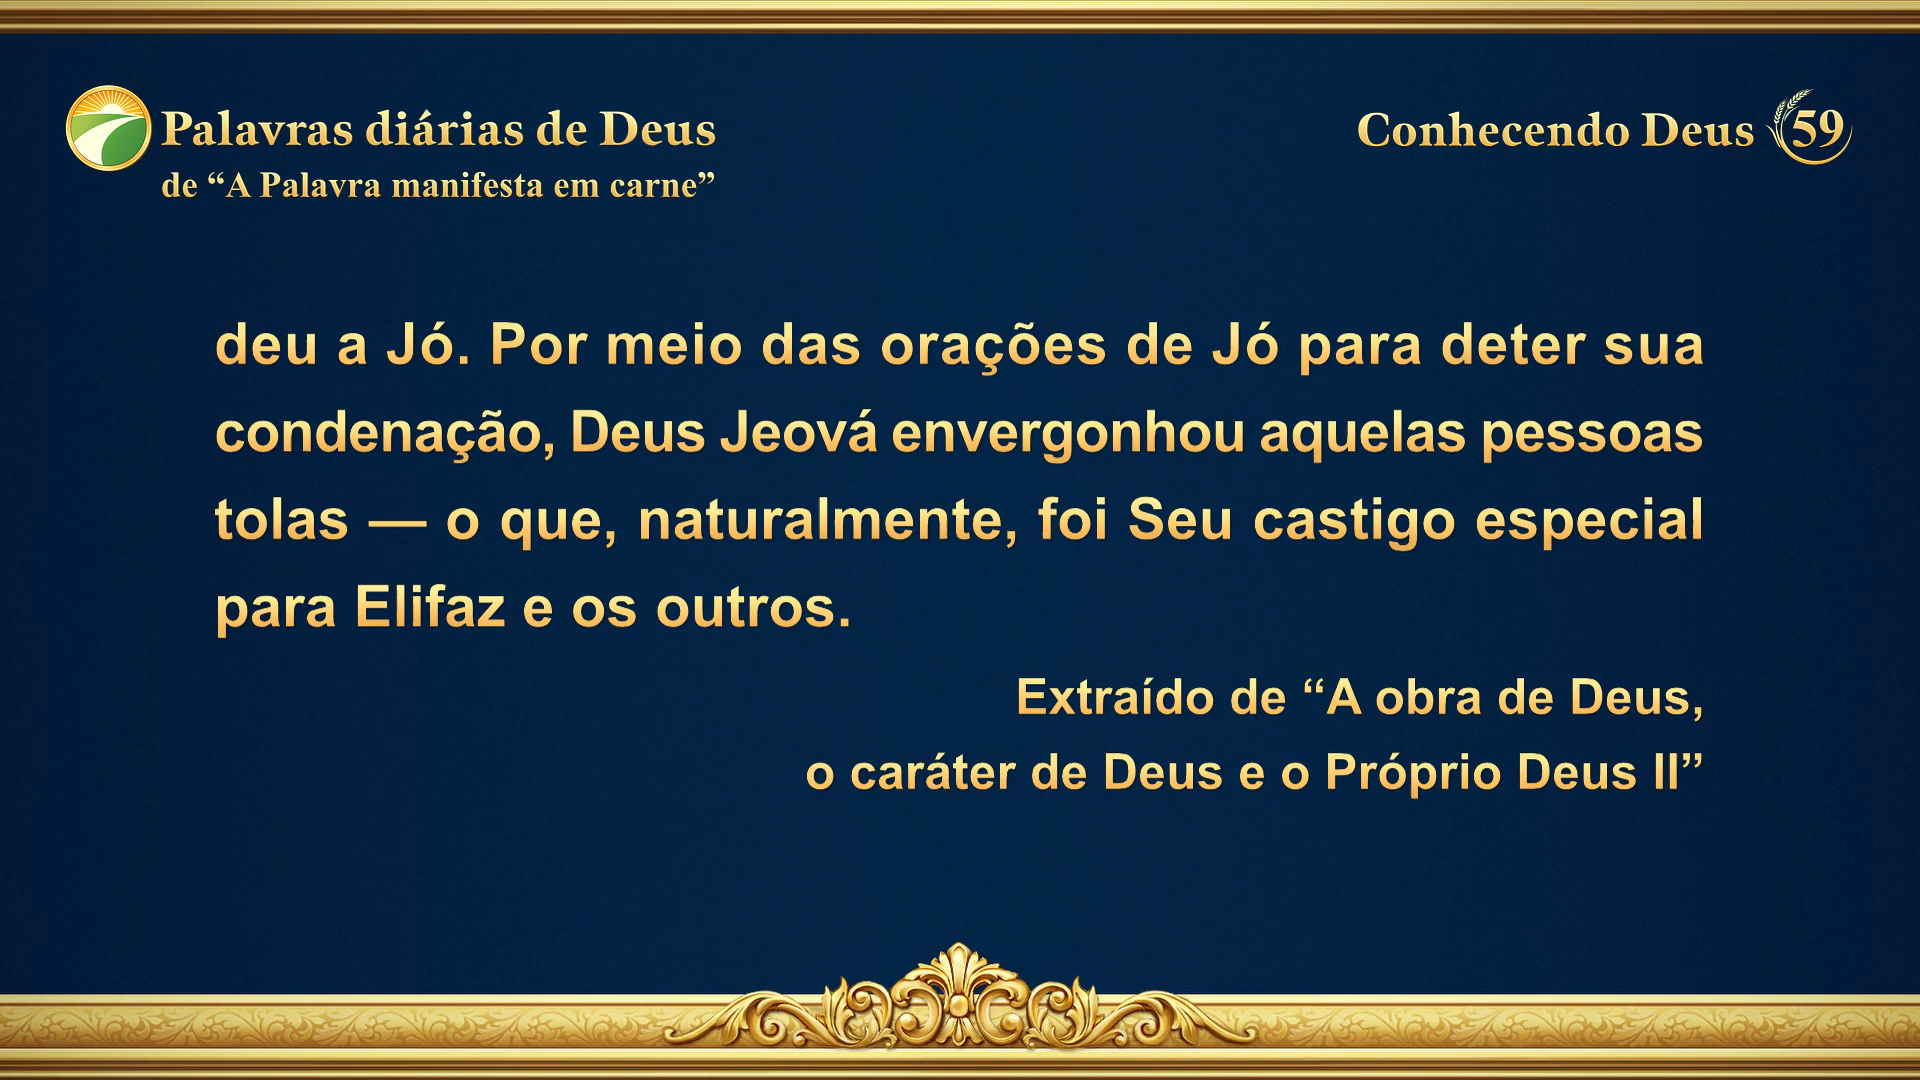 Palavras diárias de Deus
de “A Palavra manifesta em carne”
Conhecendo Deus 59
deu a Jó. Por meio das orações de Jó para deter sua
condenação, Deus Jeová envergonhou aquelas pessoas
tolas — o que, naturalmente, foi Seu castigo especial
para Elifaz e os outros.
Extraído de “A obra de Deus,
o caráter de Deus e o Próprio Deus II”